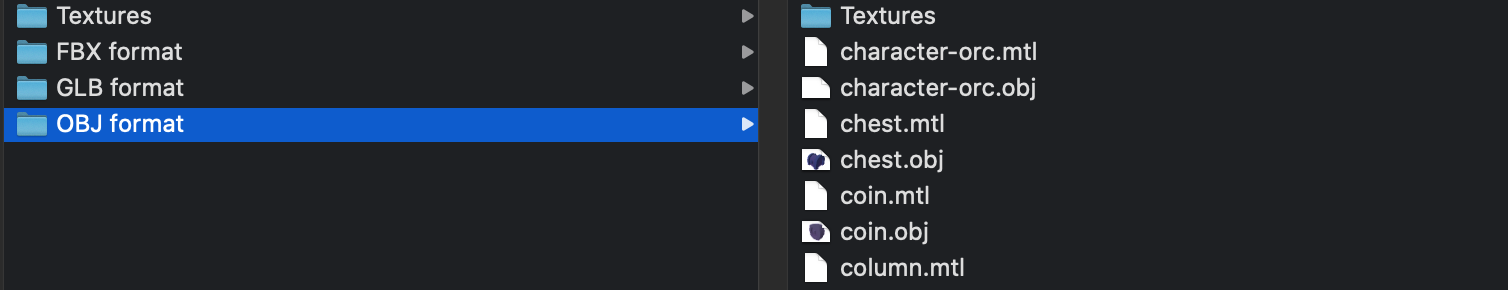 Textures
FBX format
GLB format
OBJ format
Textures
character-orc.mtl
character-orc.obj
chest.mtl
chest.obj
coin.mtl
coin.obj
column.mtl